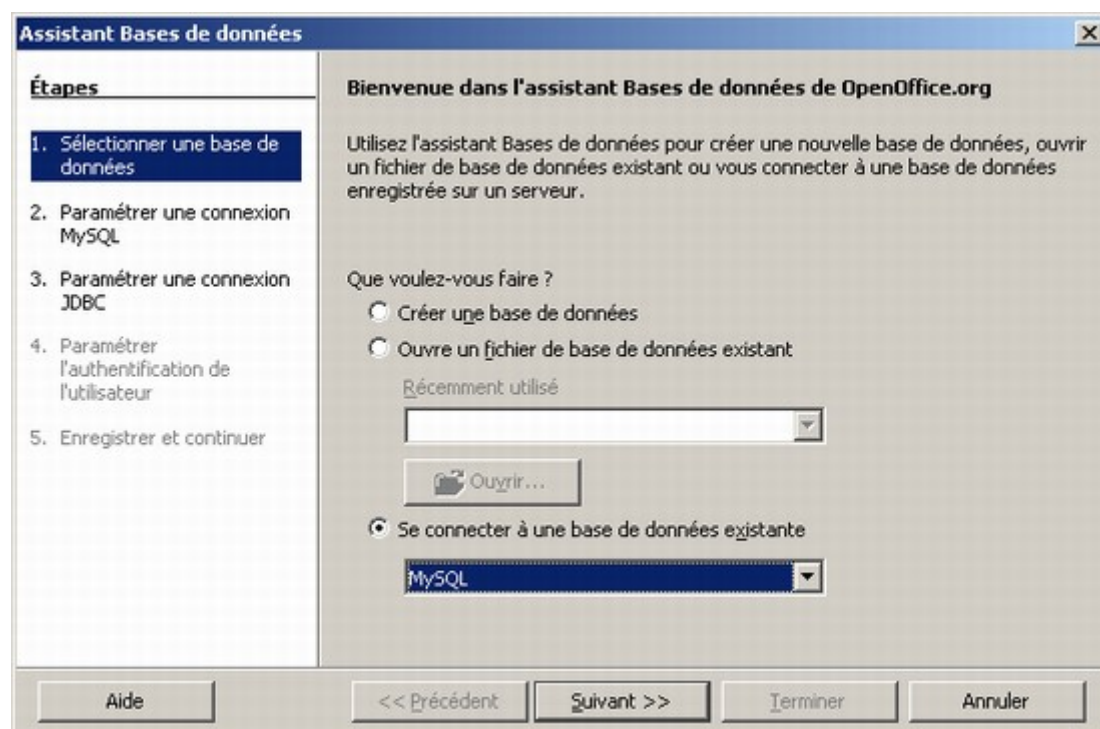 Assistant Bases de données
Étapes
1. Sélectionner une base de
données
2. Paramétrer une connexion
MySQL
3. Paramétrer une connexion
JDBC
4. Paramétrer
l'authentification de
l'utilisateur
5. Enregistrer et continuer
Bienvenue dans l'assistant Bases de données de OpenOffice.org
Utilisez l'assistant Bases de données pour créer une nouvelle base de données, ouvrir
un fichier de base de données existant ou vous connecter à une base de données
enregistrée sur un serveur.
Que voulez-vous faire ?
Créer une base de données
Ouvre un fichier de base de données existant
Récemment utilisé
Ouvrir...
Se connecter à une base de données existante
MySQL
Aide
<< Précédent
Suivant >>
Terminer
Annuler